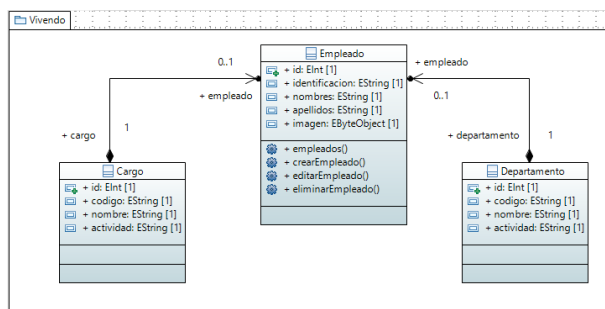 Vivendo
Empleado
+ id: EInt [1]
+ identificacion: EString [1]
+ nombres: EString [1]
+ apellidos: EString [1]
+ imagen: EByteObject [1]
+ empleados()
+ crearEmpleado()
+ editarEmpleado()
+ eliminarEmpleado()
0..1
+ empleado
+ cargo
1
+ empleado
0..1
+ departamento
1
Cargo
+ id: EInt [1]
+ codigo: EString [1]
+ nombre: EString [1]
+ actividad: EString [1]
Departamento
+ id: EInt [1]
+ codigo: EString [1]
+ nombre: EString [1]
+ actividad: EString [1]